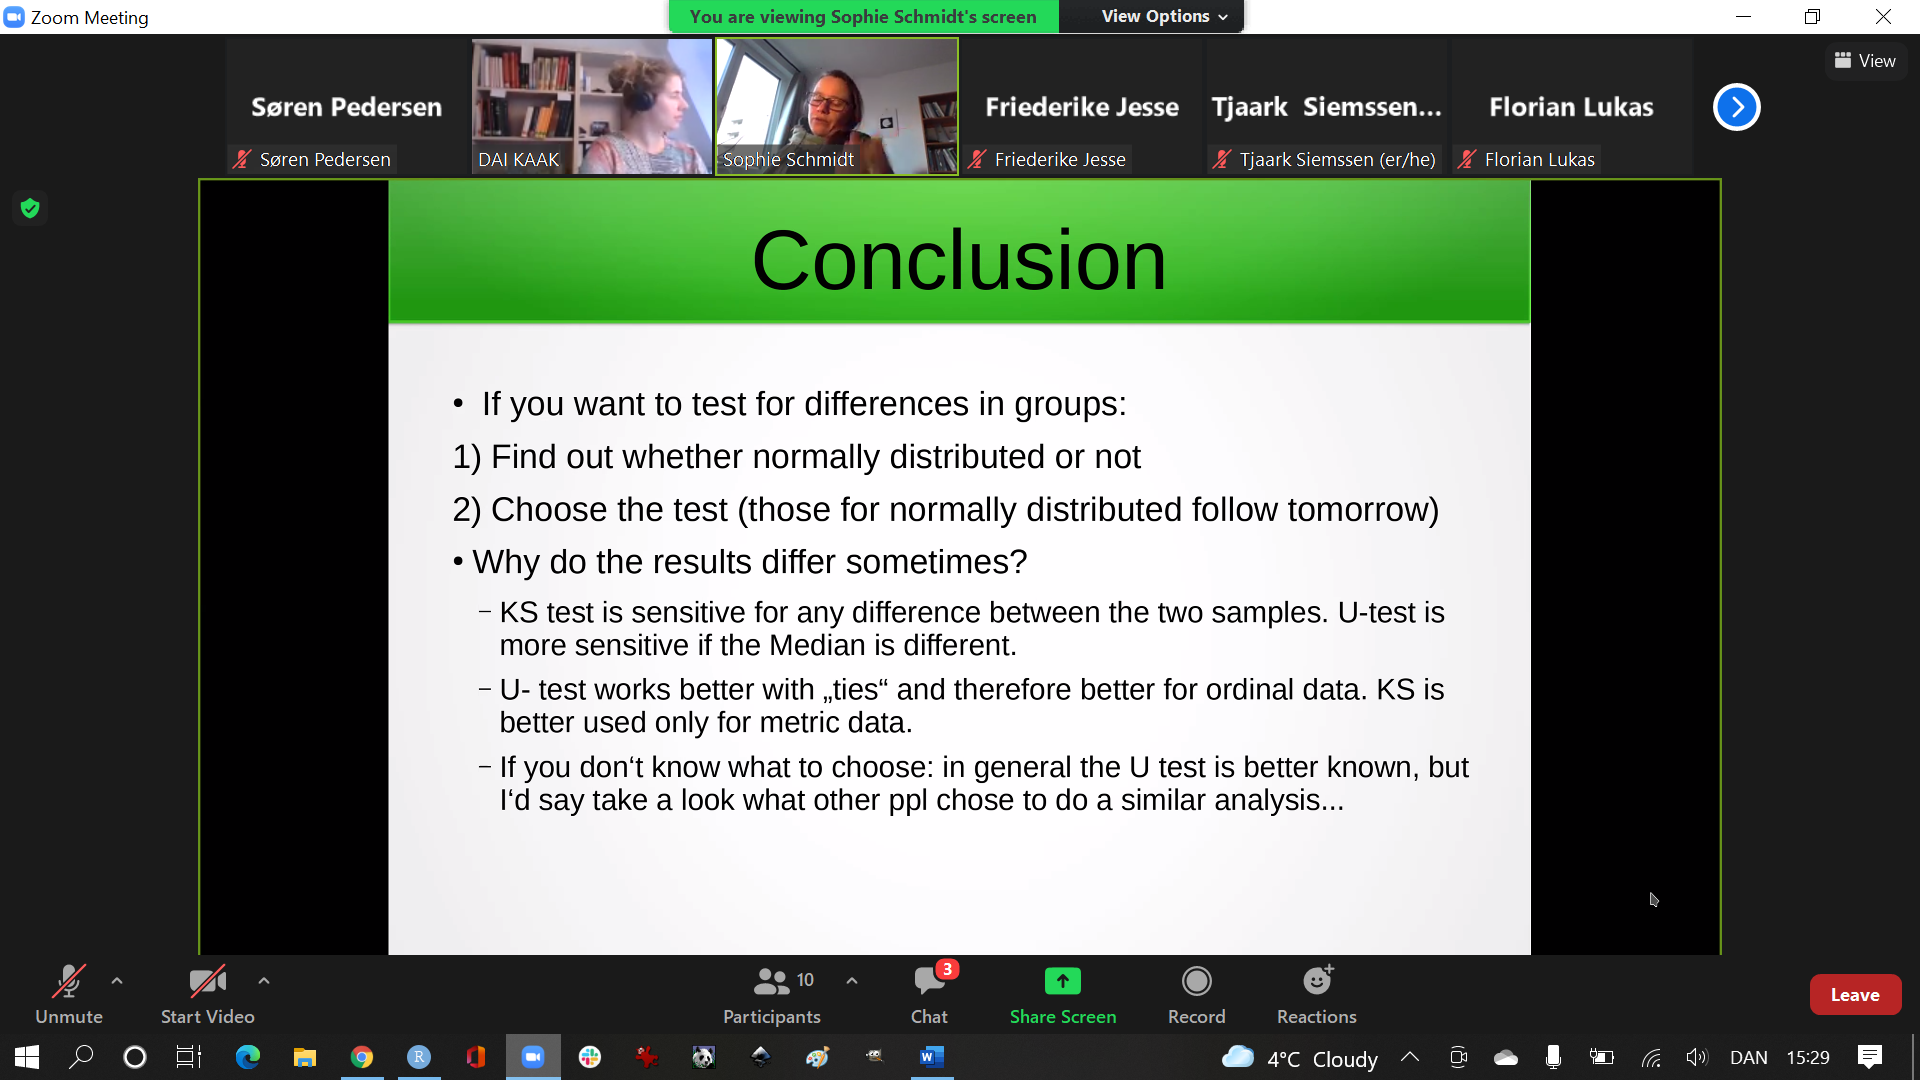 Zoom Meeting
You are viewing Sophie Schmidt's screen
View Options
View
Søren Pedersen
Friederike Jesse
Tjaark Siemssen...
Florian Lukas
Søren Pedersen
DAI KAAK
Sophie Schmidt
Friederike Jesse
Tjaark Siemssen (er/he)
Florian Lukas
Conclusion
• If you want to test for differences in groups:
1) Find out whether normally distributed or not
2) Choose the test (those for normally distributed follow tomorrow)
• Why do the results differ sometimes?
– KS test is sensitive for any difference between the two samples. U-test is
more sensitive if the Median is different.
– U- test works better with „ties“ and therefore better for ordinal data. KS is
better used only for metric data.
– If you don‘t know what to choose: in general the U test is better known, but
I‘d say take a look what other ppl chose to do a similar analysis...
Unmute
Start Video
10
Participants
3
Chat
Share Screen
Record
Reactions
Leave
R
W
4°C Cloudy
DAN
15:29